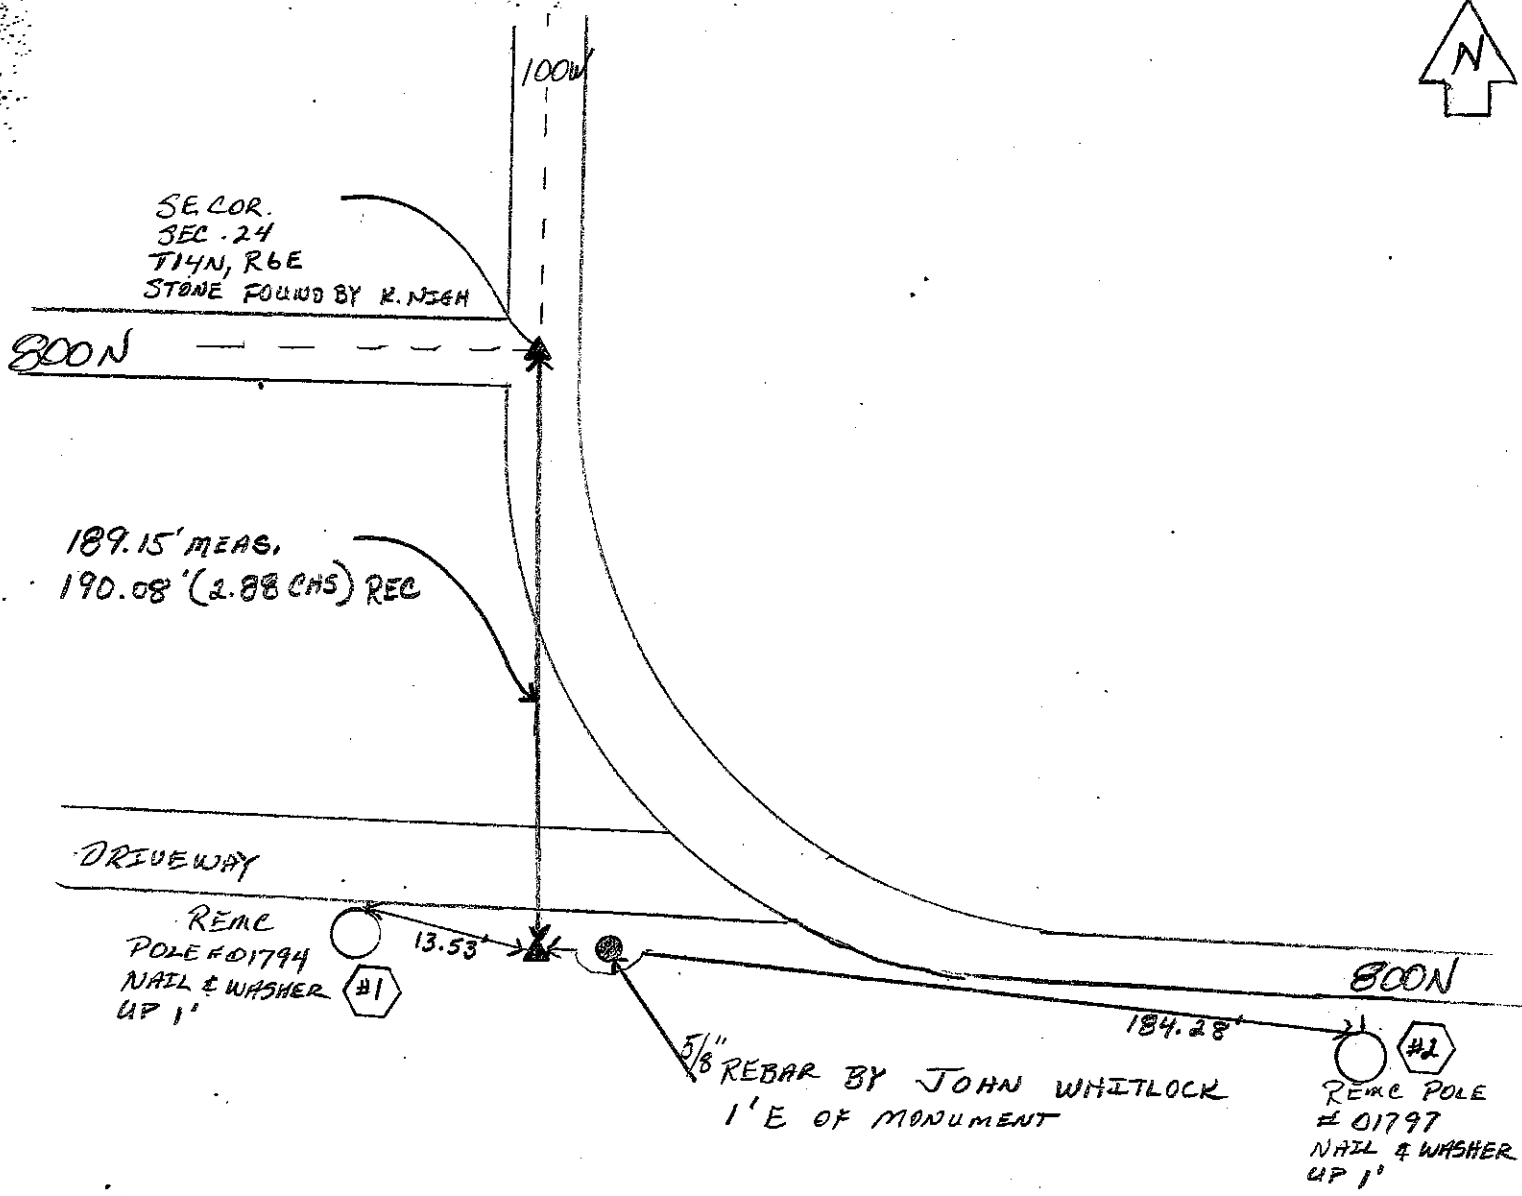 N
100W
SE COR.
SEC. 24
T14N, R6E
STONE FOUND BY K. NIGH
800N
189.15' MEAS.
190.08' (2.88 CHS) REC
DRIVEWAY
REMC
POLE #01794
NAIL & WASHER
UP 1'
#1
13.53'
800N
184.28'
#2
5/8" REBAR BY JOHN WHITLOCK
1' E OF MONUMENT
REMC POLE
# 01797
NAIL & WASHER
UP 1'